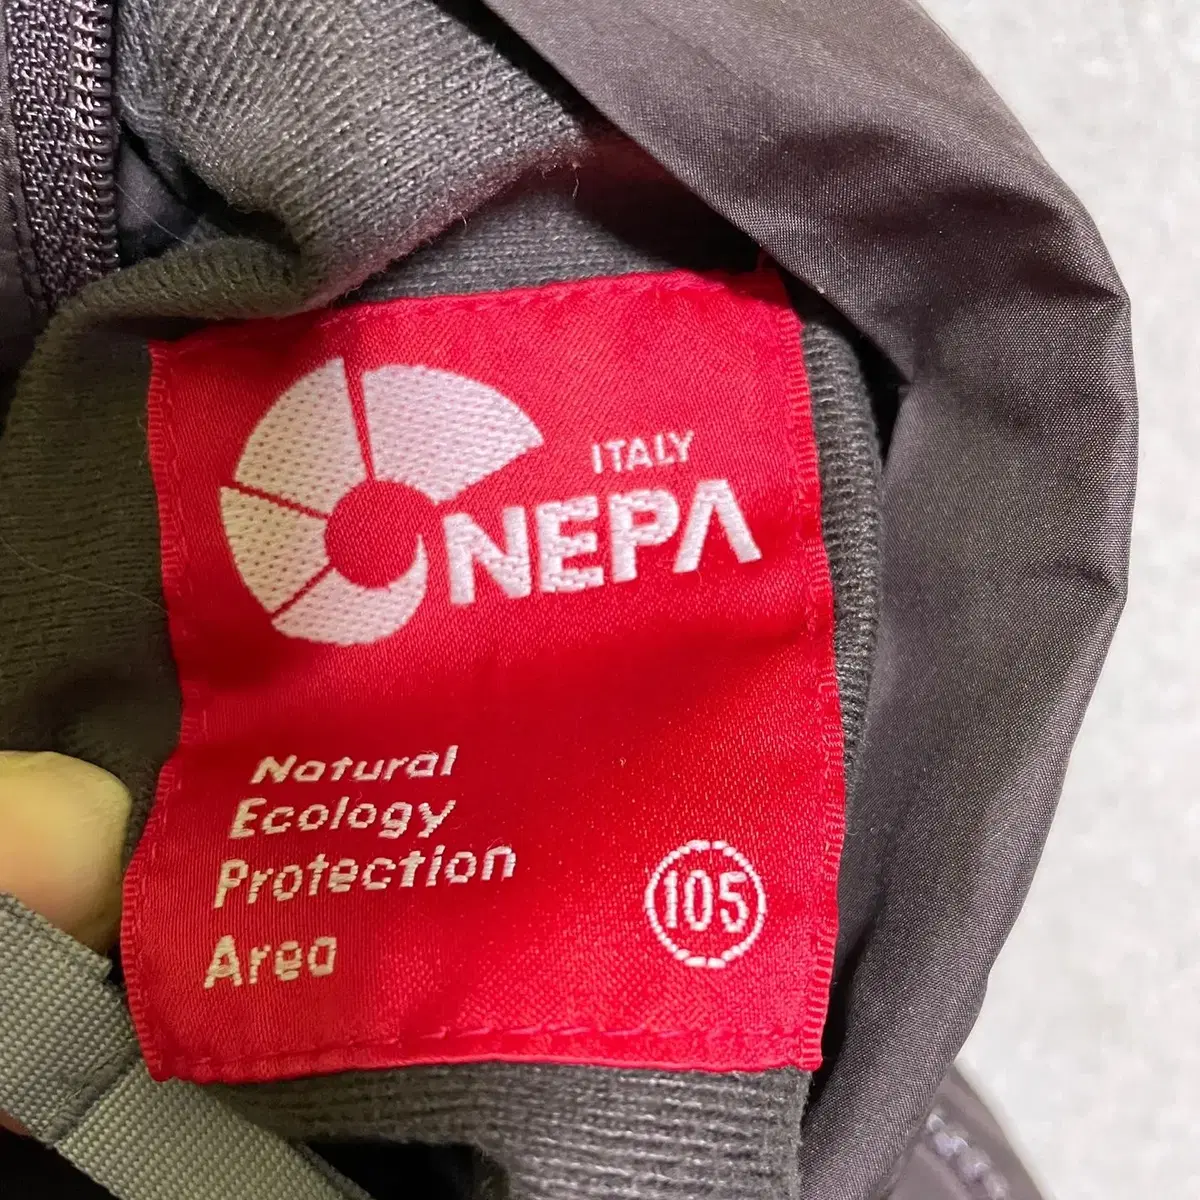 ITALY
NEPA
Natural
Ecology
Protection
Area
105